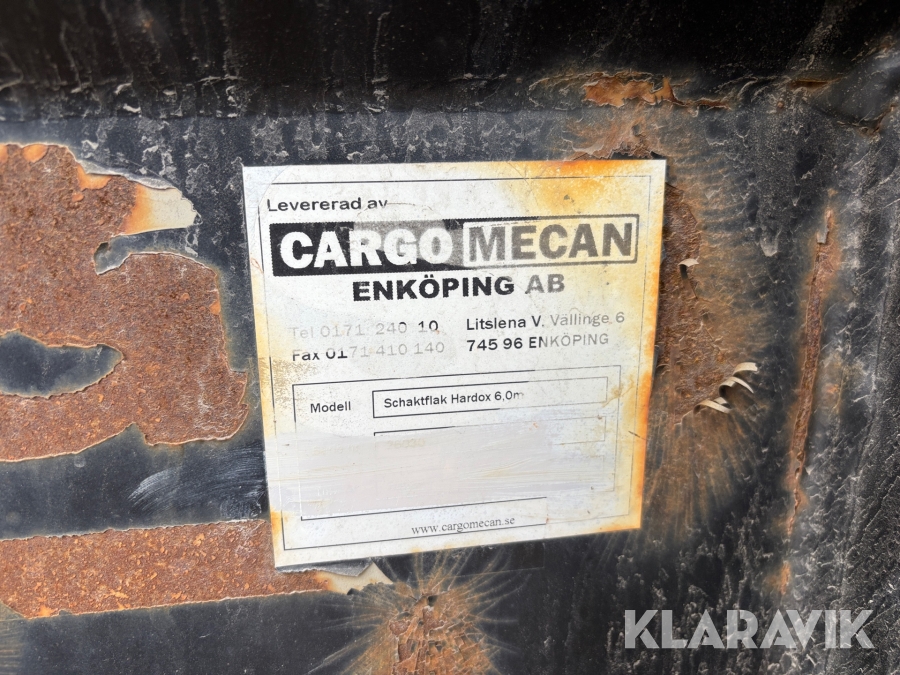 Levererad av
CARGO MECAN
ENKÖPING AB
Tel 0171 240 10 Litslena V. Vällinge 6
Fax 0171 410 140 745 96 ENKÖPING
Modell Schaktflak Hardox 6,0m
www.cargomecan.se
KLARAVIK